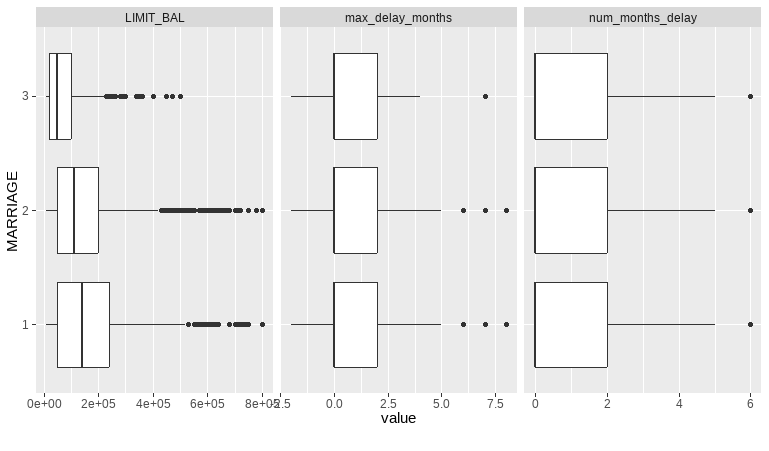 LIMIT_BAL max_delay_months num_months_delay
MARRIAGE
3
2
1
0e+00 2e+05 4e+05 6e+05 8e+05 -2.5 0.0 2.5 5.0 7.5 0 2 4 6
value